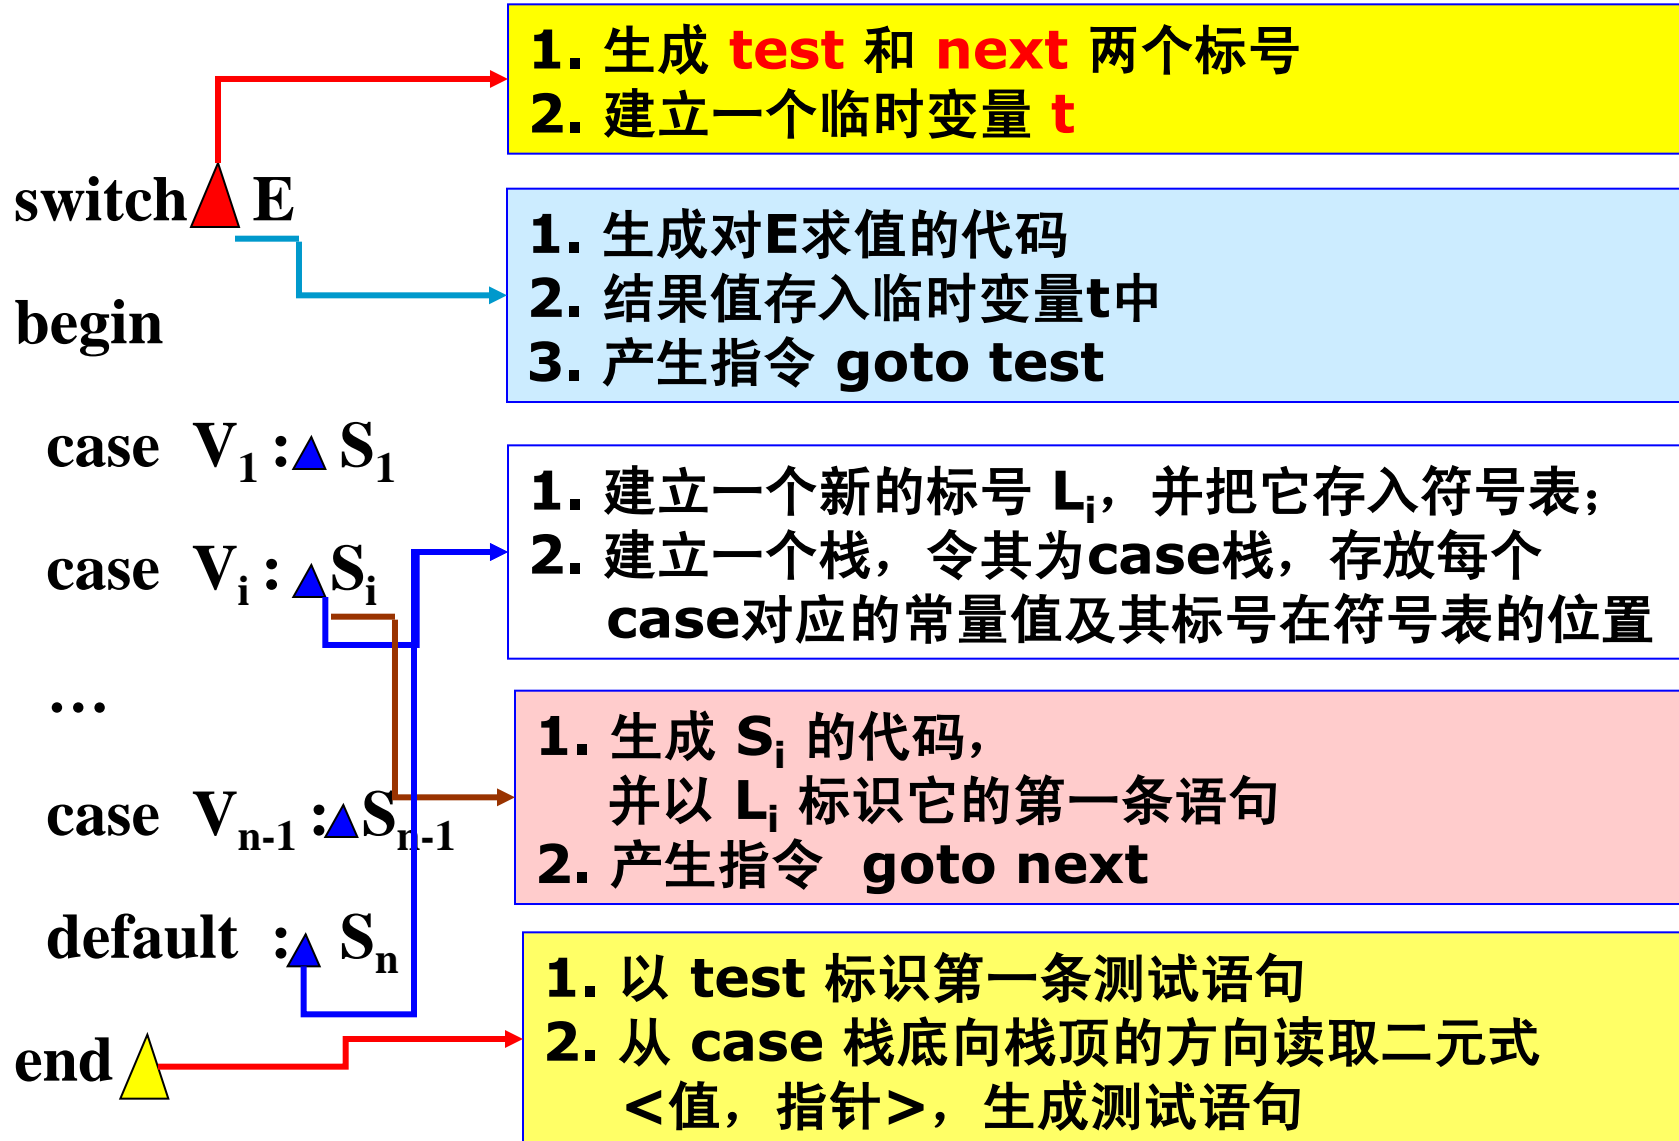 1. 生成 test 和 next 两个标号
2. 建立一个临时变量 t
switch E
1. 生成对E求值的代码
2. 结果值存入临时变量t中
3. 产生指令 goto test
begin
case V1 : S1
1. 建立一个新的标号 Li，并把它存入符号表；
2. 建立一个栈，令其为case栈，存放每个
case对应的常量值及其标号在符号表的位置
case Vi : Si
…
1. 生成 Si 的代码，
并以 Li 标识它的第一条语句
2. 产生指令 goto next
case Vn-1 : Sn-1
default : Sn
1. 以 test 标识第一条测试语句
2. 从 case 栈底向栈顶的方向读取二元式
<值，指针>，生成测试语句
end